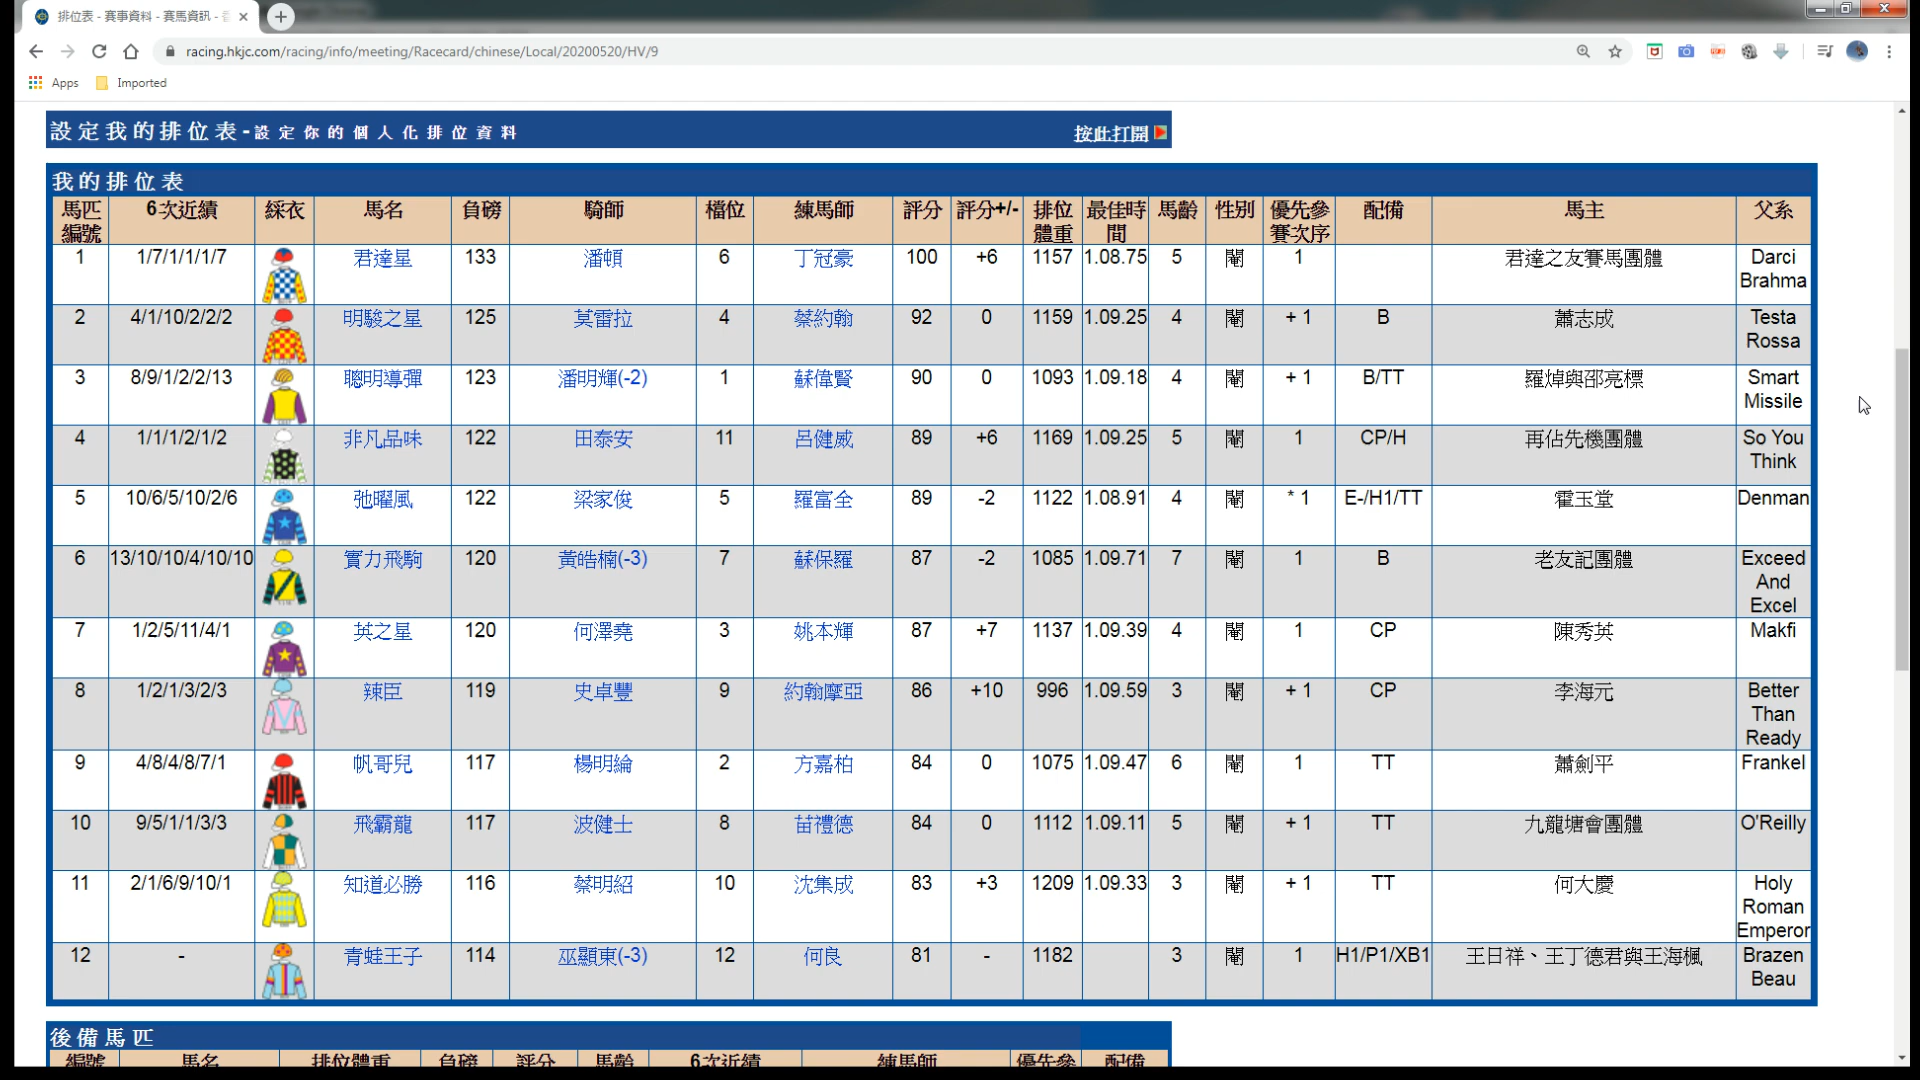 排位表 - 賽事資料 - 賽馬資訊 -
racing.hkjc.com/racing/info/meeting/Racecard/chinese/Local/20200520/HV/9
Apps Imported
設定我的排位表-設定你的個人化排位資料 按此打開
我的排位表
馬匹編號 6次近績 綵衣 馬名 負磅 騎師 檔位 練馬師 評分 評分+/- 排位體重 最佳時間 馬齡 性別 優先參賽次序 配備 馬主 父系
1 1/7/1/1/1/7 君達星 133 潘頓 6 丁冠豪 100 +6 1157 1.08.75 5 閹 1 君達之友賽馬團體 Darci Brahma
2 4/1/10/2/2/2 明駿之星 125 莫雷拉 4 蔡約翰 92 0 1159 1.09.25 4 閹 + 1 B 蕭志成 Testa Rossa
3 8/9/1/2/2/13 聰明導彈 123 潘明輝(-2) 1 蘇偉賢 90 0 1093 1.09.18 4 閹 + 1 B/TT 羅焯與邵亮標 Smart Missile
4 1/1/1/2/1/2 非凡品味 122 田泰安 11 呂健威 89 +6 1169 1.09.25 5 閹 1 CP/H 再佔先機團體 So You Think
5 10/6/5/10/2/6 弛曜風 122 梁家俊 5 羅富全 89 -2 1122 1.08.91 4 閹 * 1 E-/H1/TT 霍玉堂 Denman
6 13/10/10/4/10/10 實力飛駒 120 黃皓楠(-3) 7 蘇保羅 87 -2 1085 1.09.71 7 閹 1 B 老友記團體 Exceed And Excel
7 1/2/5/11/4/1 英之星 120 何澤堯 3 姚本輝 87 +7 1137 1.09.39 4 閹 1 CP 陳秀英 Makfi
8 1/2/1/3/2/3 辣臣 119 史卓豐 9 約翰摩亞 86 +10 996 1.09.59 3 閹 + 1 CP 李海元 Better Than Ready
9 4/8/4/8/7/1 帆哥兒 117 楊明綸 2 方嘉柏 84 0 1075 1.09.47 6 閹 1 TT 蕭劍平 Frankel
10 9/5/1/1/3/3 飛霸龍 117 波健士 8 苗禮德 84 0 1112 1.09.11 5 閹 + 1 TT 九龍塘會團體 O'Reilly
11 2/1/6/9/10/1 知道必勝 116 蔡明紹 10 沈集成 83 +3 1209 1.09.33 3 閹 + 1 TT 何大慶 Holy Roman Emperor
12 - 青蛙王子 114 巫顯東(-3) 12 何良 81 - 1182 3 閹 1 H1/P1/XB1 王日祥、王丁德君與王海楓 Brazen Beau
後備馬匹
編號 馬名 排位體重 負磅 評分 馬齡 6次近績 練馬師 優先參 配備